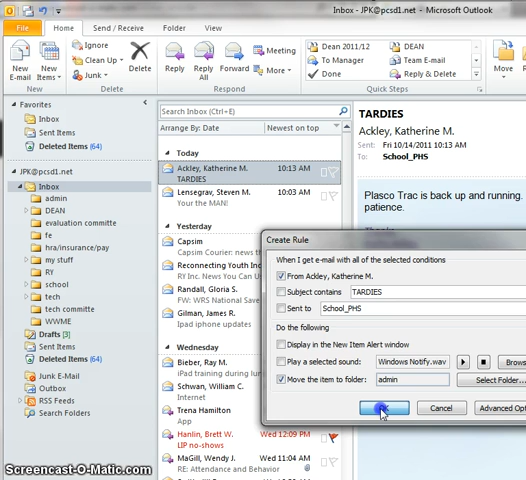 Inbox - JPK@pcsd1.net - Microsoft Outlook
File Home Send / Receive Folder View
New E-mail
New Items
New
Ignore
Clean Up
Junk
Delete
Delete
Reply
Reply All
Forward
Meeting
More
Respond
Dean 2011/12
To Manager
Done
DEAN
Team E-mail
Reply & Delete
Quick Steps
Move
Favorites
Inbox
Sent Items
Deleted Items (64)
JPK@pcsd1.net
Inbox
admin
DEAN
evaluation committe
fe
hra/insurance/pay
my stuff
RY
school
tech
tech committe
WWME
Drafts [3]
Sent Items
Deleted Items (64)
Junk E-Mail
Outbox
RSS Feeds
Search Folders
Search Inbox (Ctrl+E)
Arrange By: Date Newest on top
Today
Ackley, Katherine M. 10:13 AM
TARDIES
Lensegrav, Steven M. 10:03 AM
Your the MAN!
Yesterday
Capsim
Capsim Courier: news
Reconnecting Youth
RY Inc. News You Can U
Randall, Gloria S.
FW: WRS National Spee
Gilman, James R.
Ipad iphone updates
Wednesday
Bieber, Ray M.
iPad training during lun
Schwan, William C.
Internet
Trena Hamilton
App
Hanlin, Brett W. Wed 12:09 PM
LIP no-shows
MaGill, Wendy J. Wed 11:04 AM
RE: Attendance and Behavior
TARDIES
Ackley, Katherine M.
Sent: Fri 10/14/2011 10:13 AM
To: School_PHS
Plasco Trac is back up and running.
patience.
Thanks
Create Rule
When I get e-mail with all of the selected conditions
From Ackley, Katherine M.
Subject contains TARDIES
Sent to School_PHS
Do the following
Display in the New Item Alert window
Play a selected sound: Windows Notify.wav Brows
Move the item to folder: admin Select Folder...
OK Cancel Advanced Opt
Screencast-O-Matic.com